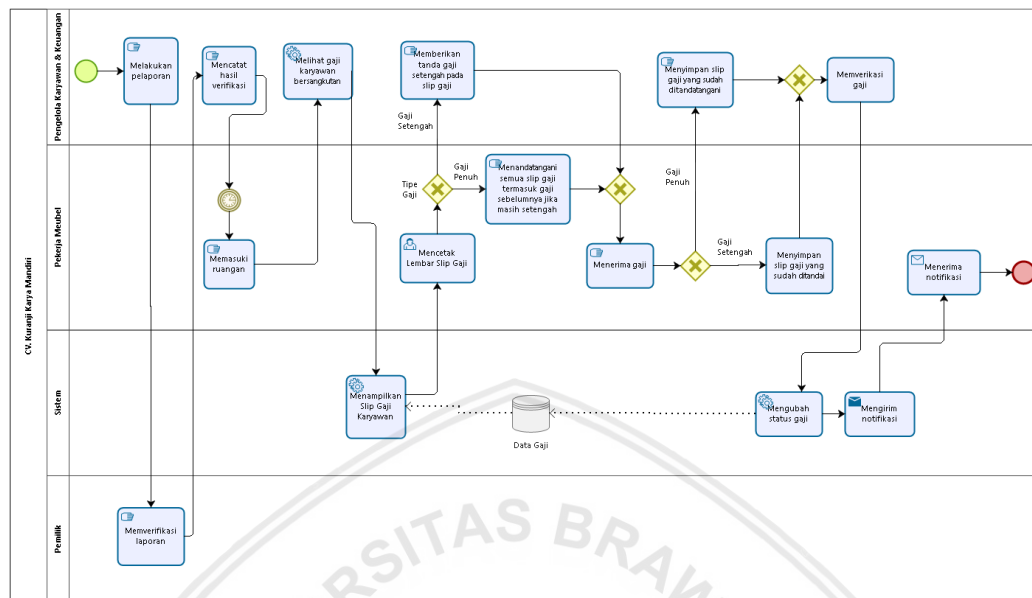 CV. Kuranji Karya Mandiri
Pengelola Karyawan & Keuangan
Melakukan
pelaporan
Mencatat
hasil
verifikasi
Melihat gaji
karyawan
bersangkutan
Memberikan
tanda gaji
setengah pada
slip gaji
Gaji
Setengah
Menyimpan slip
gaji yang sudah
ditandatangani
Memverikasi
gaji
Pekerja Meubel
Memasuki
ruangan
Tipe
Gaji
Gaji
Penuh
Menandatangani
semua slip gaji
termasuk gaji
sebelumnya jika
masih setengah
Mencetak
Lembar Slip Gaji
Menerima gaji
Gaji
Penuh
Gaji
Setengah
Menyimpan
slip gaji yang
sudah ditandai
Menerima
notifikasi
Sistem
Menampilkan
Slip Gaji
Karyawan
Data Gaji
Mengubah
status gaji
Mengirim
notifikasi
Pemilik
Memverifikasi
laporan
RSITAS BRAW